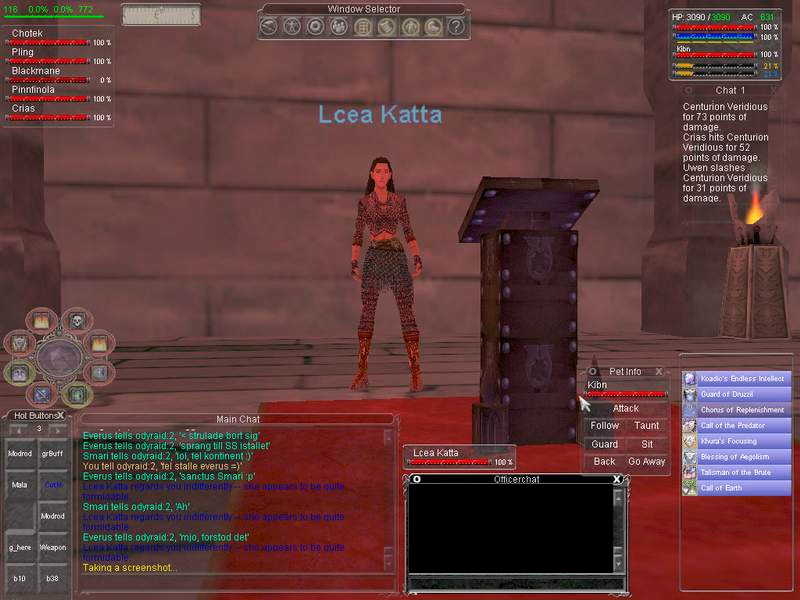 116 0.0% 0.0% 772
Window Selector
HP: 3090 / 3090 AC 631
100 %
100 %
Kibn
100 %
21 %
Chotek
100 %
Pling
100 %
Blackmane
0 %
Pinnfinola
100 %
Crias
100 %
Chat 1
Centurion Veridious
for 73 points of
damage.
Crias hits Centurion
Veridious for 52
points of damage.
Uwen slashes
Centurion Veridious
for 31 points of
damage.
Lcea Katta
Pet Info
Kibn
Attack
Follow Taunt
Guard Sit
Back Go Away
Koadic's Endless Intellect
Guard of Druzzil
Chorus of Replenishment
Call of the Predator
Khura's Focusing
Blessing of Aegolism
Talisman of the Brute
Call of Earth
Hot Buttons X
3
Modrod grBuff
Mala CoH!
Modrod
g_here Weapon
b10 b38
Main Chat
Everus tells odyraid:2, '= strulade bort sig'
Everus tells odyraid:2, 'sprang till SS istallet'
Smari tells odyraid:2, 'lol, fel kontinent ;)'
You tell odyraid:2, 'fel stalle everus =)'
Everus tells odyraid:2, 'sanctus Smari :p'
Lcea Katta regards you indifferently -- she appears to be quite
formidable.
Smari tells odyraid:2, 'Ah'
Lcea Katta regards you indifferently -- she appears to be quite
formidable.
Everus tells odyraid:2, 'mjo, forstod det'
Lcea Katta regards you indifferently -- she appears to be quite
formidable.
Taking a screenshot...
Lcea Katta
100 %
Officerchat